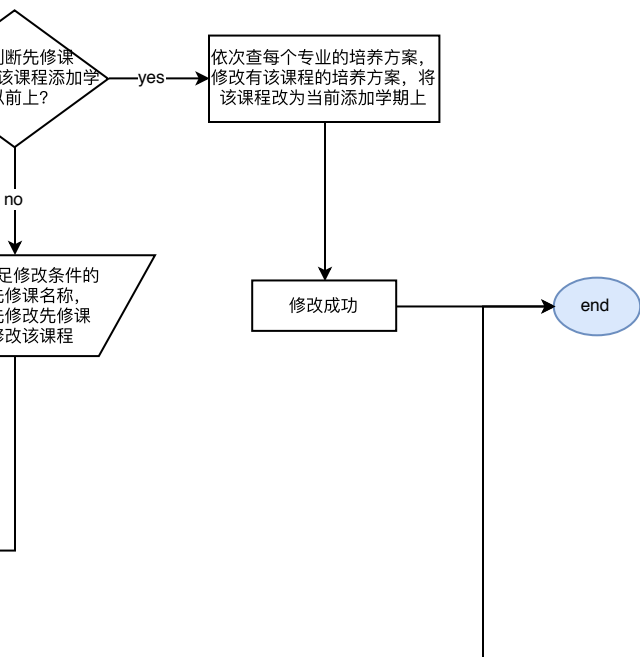 判断先修课
该课程添加学
以前上？
yes
依次查每个专业的培养方案，
修改有该课程的培养方案，将
该课程改为当前添加学期上
no
足修改条件的
先修课名称，
先修改先修课
修改该课程
修改成功
end